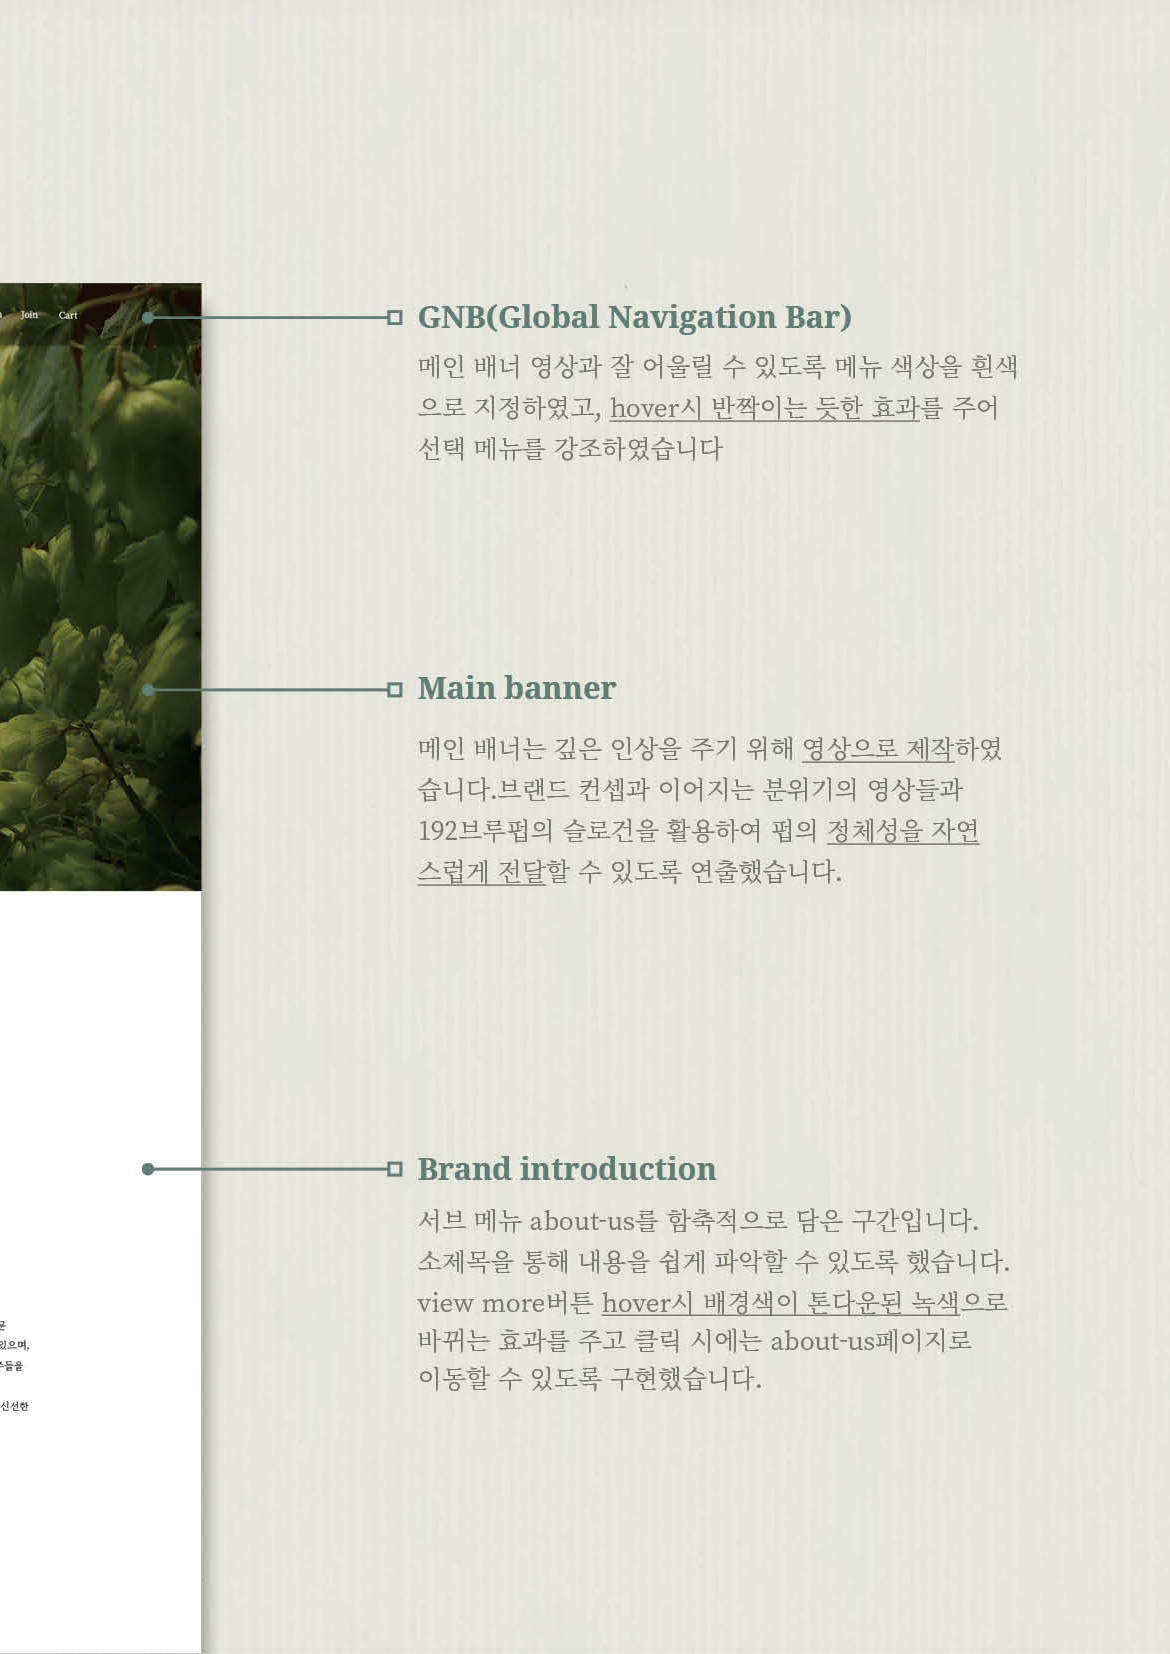 Join Cart
GNB(Global Navigation Bar)
메인 배너 영상과 잘 어울릴 수 있도록 메뉴 색상을 흰색
으로 지정하였고, hover시 반짝이는 듯한 효과를 주어
선택 메뉴를 강조하였습니다
Main banner
메인 배너는 깊은 인상을 주기 위해 영상으로 제작하였
습니다.브랜드 컨셉과 이어지는 분위기의 영상들과
192브루펍의 슬로건을 활용하여 펍의 정체성을 자연
스럽게 전달할 수 있도록 연출했습니다.
Brand introduction
서브 메뉴 about-us를 함축적으로 담은 구간입니다.
소제목을 통해 내용을 쉽게 파악할 수 있도록 했습니다.
view more버튼 hover시 배경색이 톤다운된 녹색으로
바뀌는 효과를 주고 클릭 시에는 about-us페이지로
이동할 수 있도록 구현했습니다.
있으며,
신선한